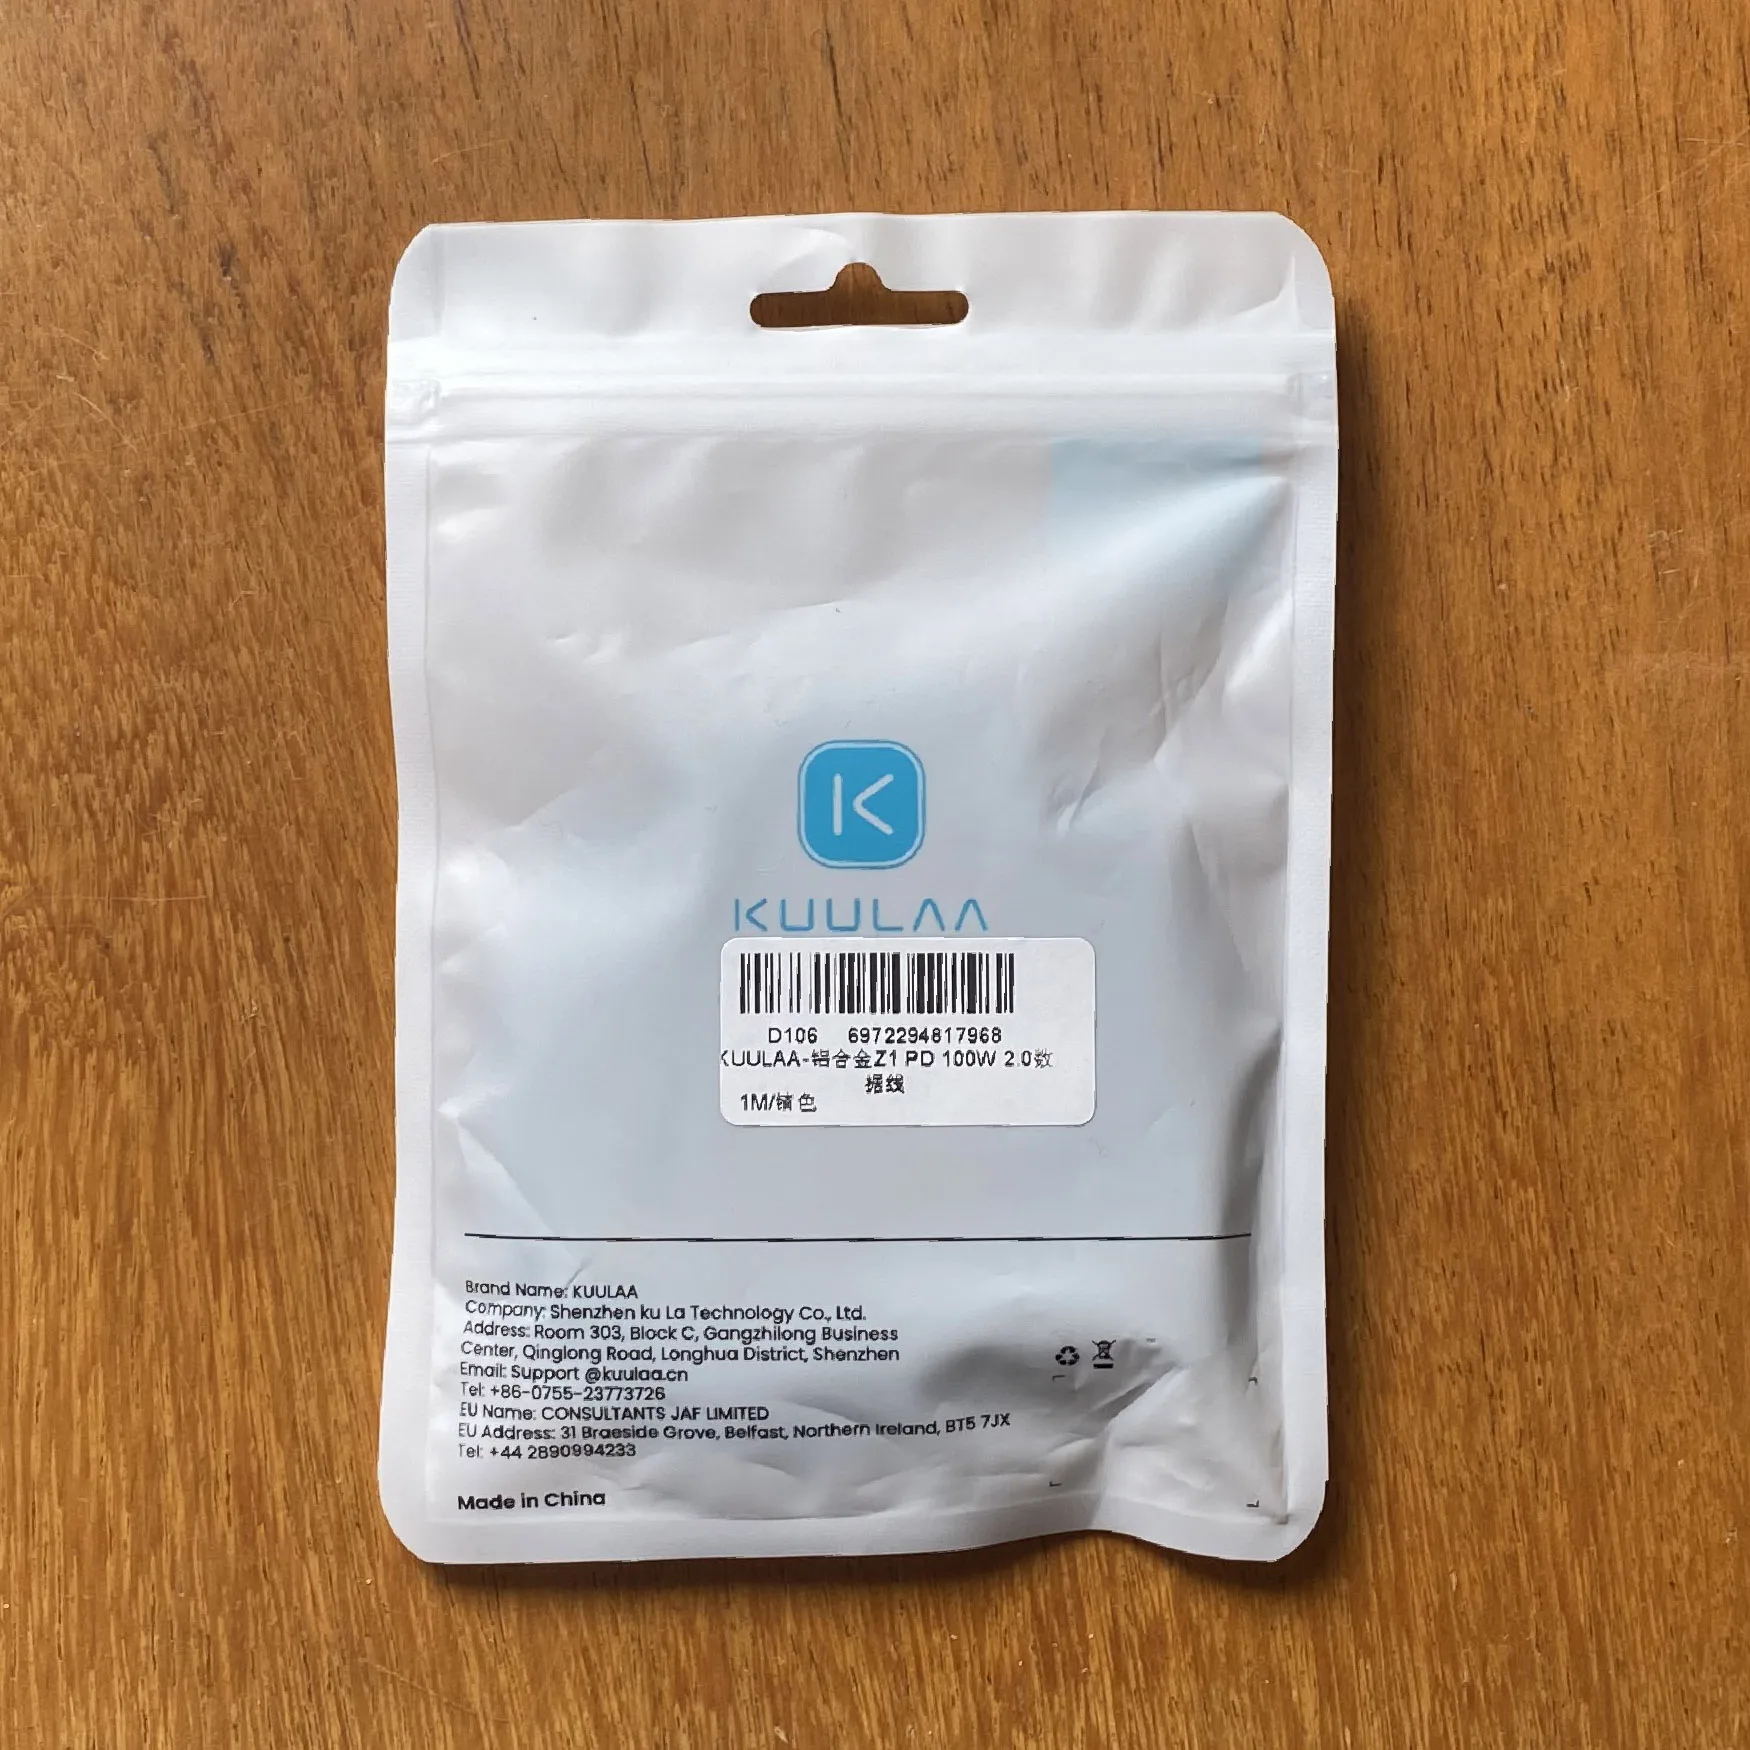 K
KUULAA
D106 6972294817968
KUULAA-铝合金Z1 PD 100W 2.0数
据线
1M/镝色
Brand Name: KUULAA
Company: Shenzhen ku La Technology Co., Ltd.
Address: Room 303, Block C, Gangzhilong Business
Center, Qinglong Road, Longhua District, Shenzhen
Email: Support @kuulaa.cn
Tel: +86-0755-23773726
EU Name: CONSULTANTS JAF LIMITED
EU Address: 31 Braeside Grove, Belfast, Northern Ireland, BT5 7JX
Tel: +44 2890994233
Made in China